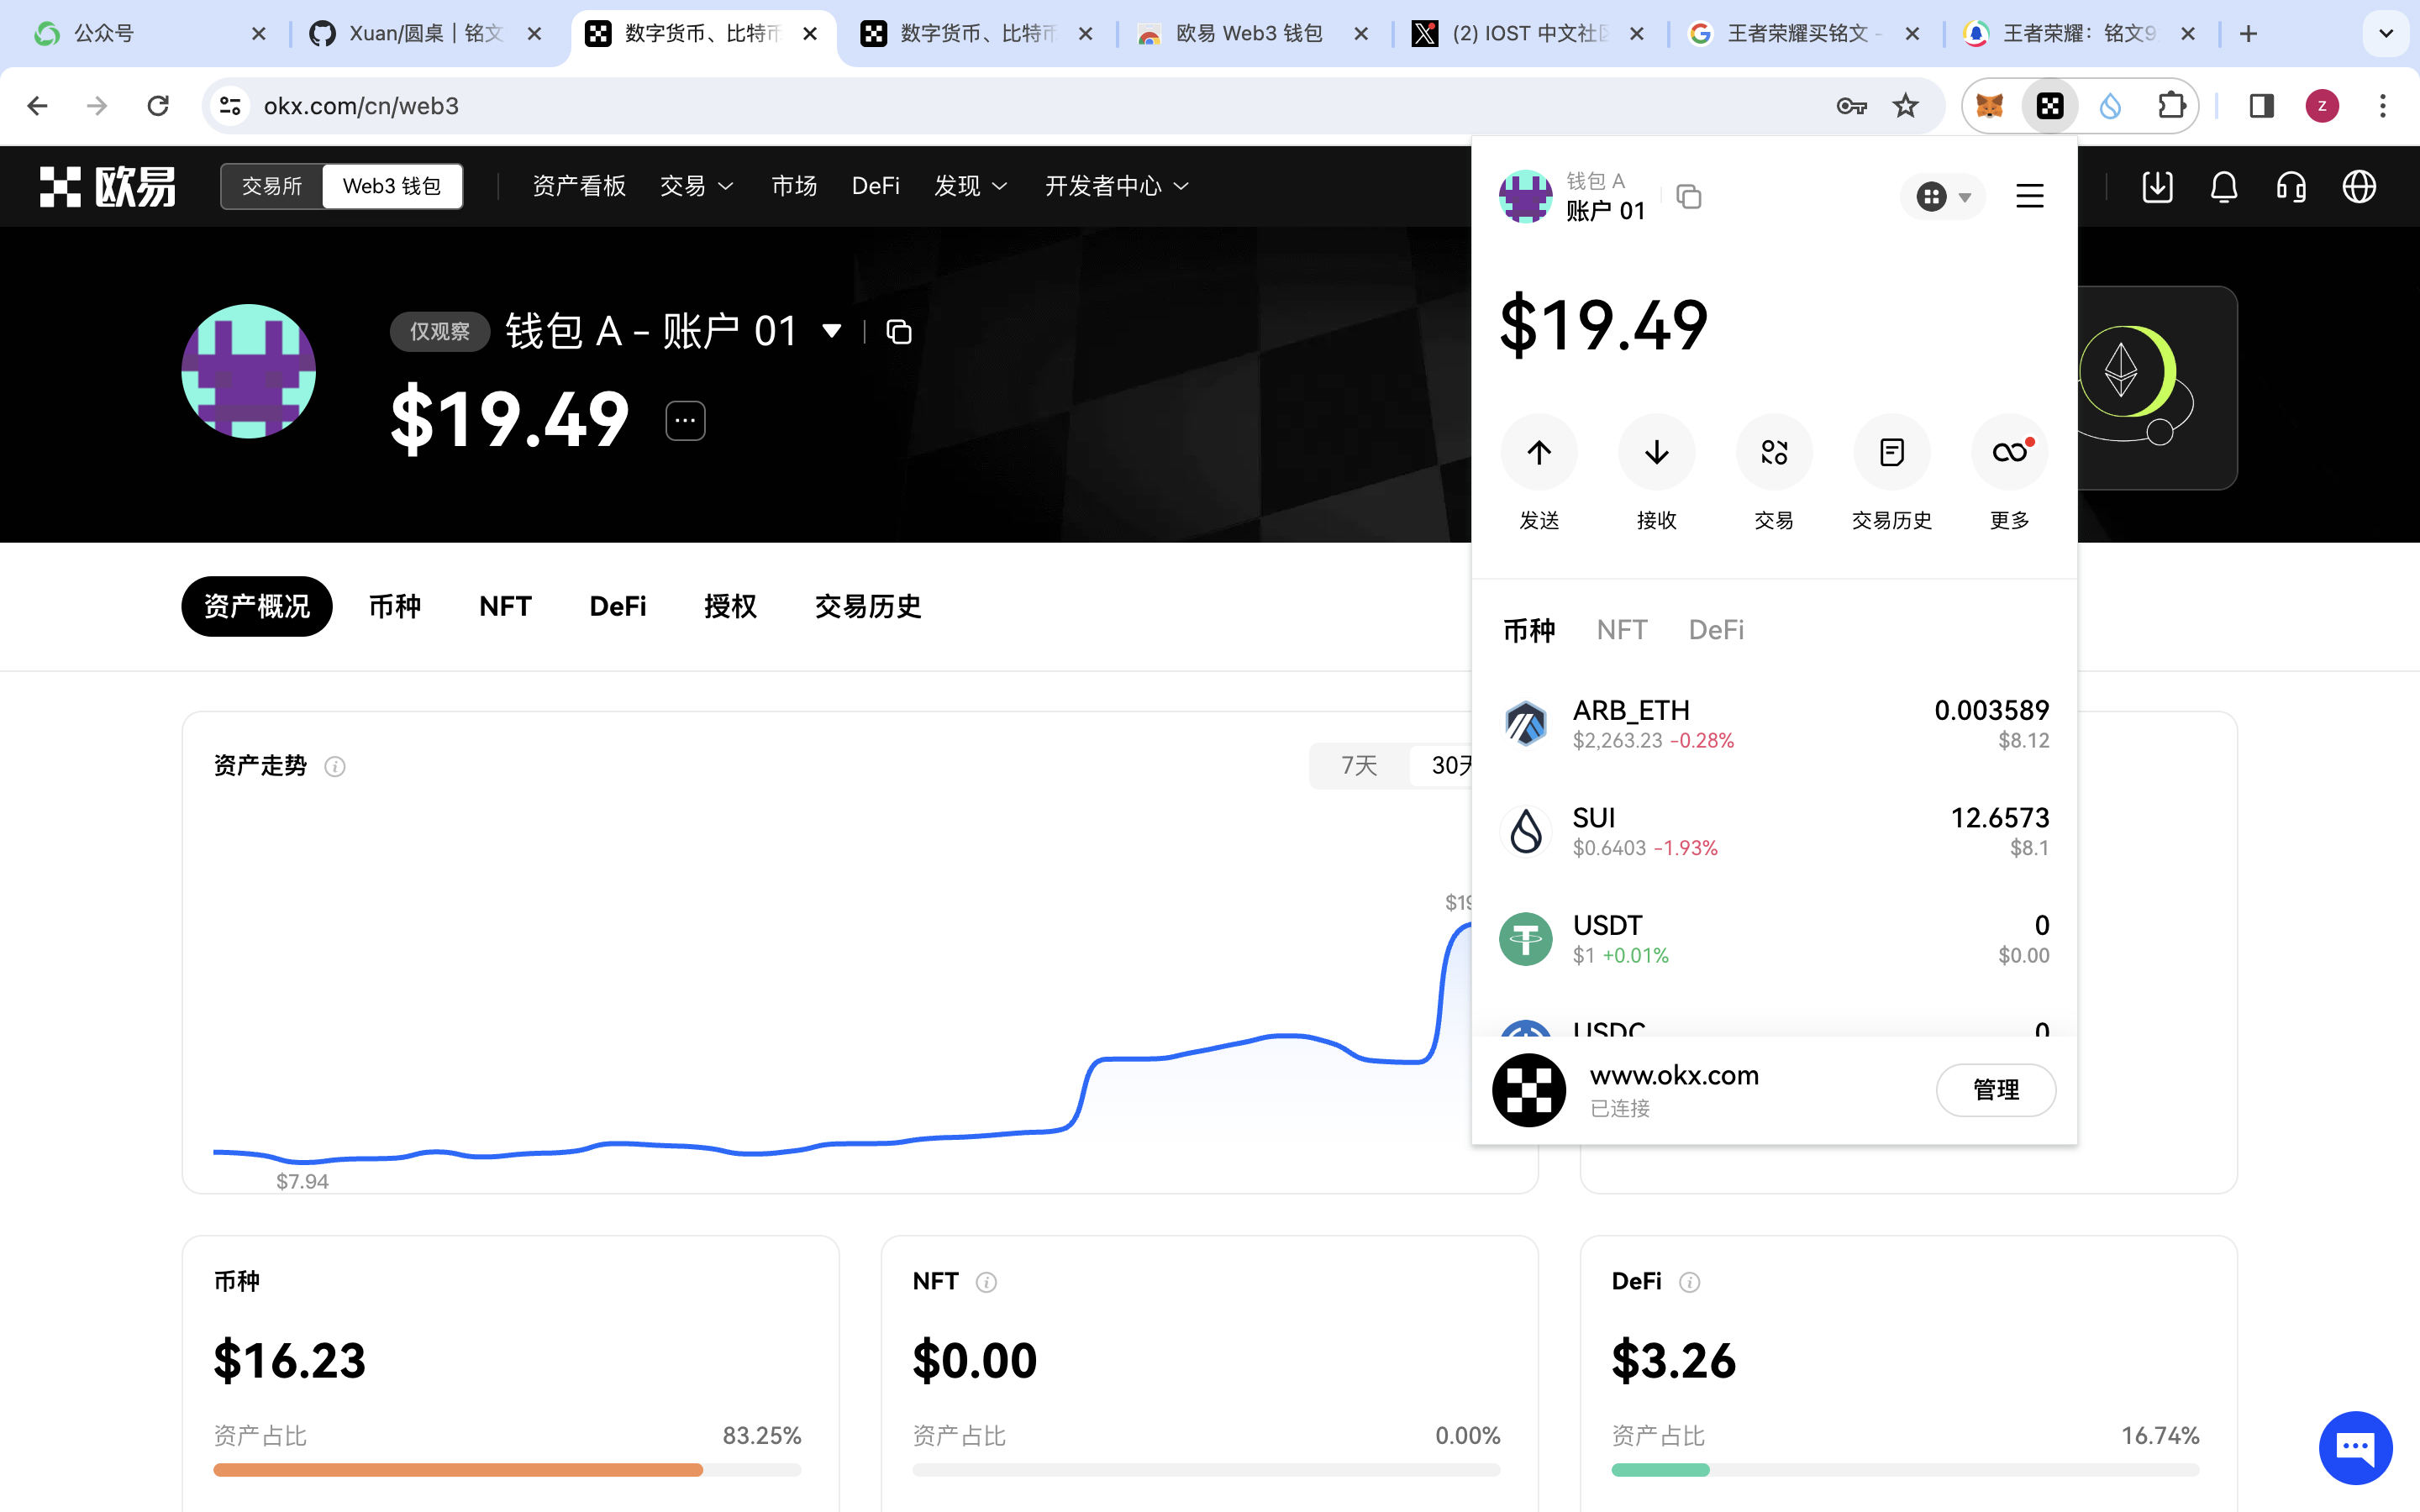 公众号
Xuan/圆桌｜铭文
数字货币、比特币
数字货币、比特币
欧易 Web3 钱包
(2) IOST 中文社区
王者荣耀买铭文 -
王者荣耀：铭文9
okx.com/cn/web3
z
欧易
交易所
Web3 钱包
资产看板
交易
市场
DeFi
发现
开发者中心
仅观察
钱包 A – 账户 01
$19.49
资产概况
币种
NFT
DeFi
授权
交易历史
资产走势
7天
30天
$19
$7.94
钱包 A
账户 01
$19.49
发送
接收
交易
交易历史
更多
币种
NFT
DeFi
ARB_ETH
0.003589
$2,263.23 -0.28%
$8.12
SUI
12.6573
$0.6403 -1.93%
$8.1
USDT
0
$1 +0.01%
$0.00
USDC
0
www.okx.com
已连接
管理
币种
$16.23
资产占比
83.25%
NFT
$0.00
资产占比
0.00%
DeFi
$3.26
资产占比
16.74%